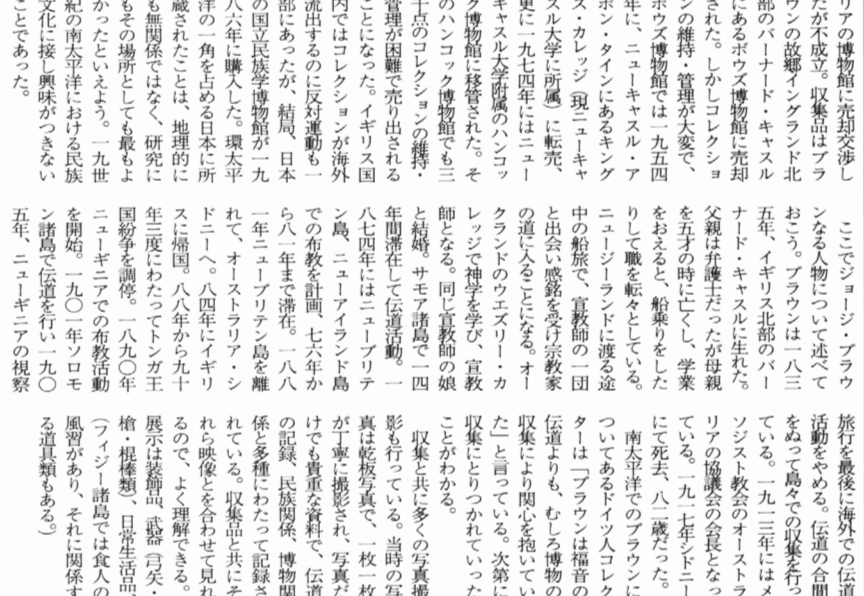 リアの博物館に売却交渉し
たが不成立。収集品はブラ
ウンの故郷イングランド北
部のバーナード・キャスル
にあるボウズ博物館に売却
された。しかしコレクショ
ンの維持・管理が大変で、
ボウズ博物館では一九五四
年に、ニューキャスル・ア
ポン・タインにあるキング
ス・カレッジ（現ニューキャ
スル大学に所属）に転売、
更に一九七四年にはニュー
キャスル大学附属のハンコッ
ク博物館に移管された。そ
のハンコック博物館でも三
十点のコレクションの維持・
管理が困難で売り出される
ことになった。イギリス国
内ではコレクションが海外
流出するのに反対運動も一
部にあったが、結局、日本
の国立民族学博物館が一九
八六年に購入した。環太平
洋の一角を占める日本に所
蔵されたことは、地理的に
も無関係ではなく、研究に
もその場所としても最もよ
かったといえよう。一九世
紀の南太平洋における民族
文化に接し興味がつきない
ことであった。
ここでジョージ・ブラウ
ンなる人物について述べて
おこう。ブラウンは一八三
五年、イギリス北部のバー
ナード・キャスルに生れた。
父親は弁護士だったが母親
を五才の時に亡くし、学業
をおえると、船乗りをした
りして職を転々としている。
ニュージーランドに渡る途
中の船旅で、宣教師の一団
と出会い感銘を受け宗教家
の道に入ることになる。オー
クランドのウエズリー・カ
レッジで神学を学び、宣教
師となる。同じ宣教師の娘
と結婚。サモア諸島で一四
年間滞在して伝道活動。一
八七四年にはニューブリテ
ン島、ニューアイランド島
での布教を計画、七六年か
ら八一年まで滞在。一八八
一年ニューブリテン島を離
れて、オーストラリア・シ
ドニーへ。八四年にイギリ
スに帰国。八八年から九十
年三度にわたってトンガ王
国紛争を調停。一八九〇年
ニューギニアでの布教活動
を開始。一九〇一年ソロモ
ン諸島で伝道を行い一九〇
五年、ニューギニアの視察
旅行を最後に海外での伝道
活動をやめる。伝道の合間
をぬって島々での収集を行っ
ている。一九一三年にはメ
ソジスト教会のオーストラ
リアの協議会の会長となっ
ている。一九一七年シドニー
にて死去、八二歳だった。
南太平洋でのブラウンに
ついてあるドイツ人コレク
ターは「ブラウンは福音の
伝道よりも、むしろ博物の
収集により関心を抱いてい
た」と言っている。次第に
収集にとりつかれていった
ことがわかる。
収集と共に多くの写真撮
影も行っている。当時の写
真は乾板写真で、一枚一枚
が丁寧に撮影され、写真だ
けでも貴重な資料で、伝道
の記録、民族関係、博物関
係と多種にわたって記録さ
れている。収集品と共にそ
れら映像とを合わせて見れ
るので、よく理解できる。
展示は装飾品、武器（弓矢・
槍・棍棒類）、日常生活品、
（フィジー諸島では食人の
風習があり、それに関係す
る道具類もある。）